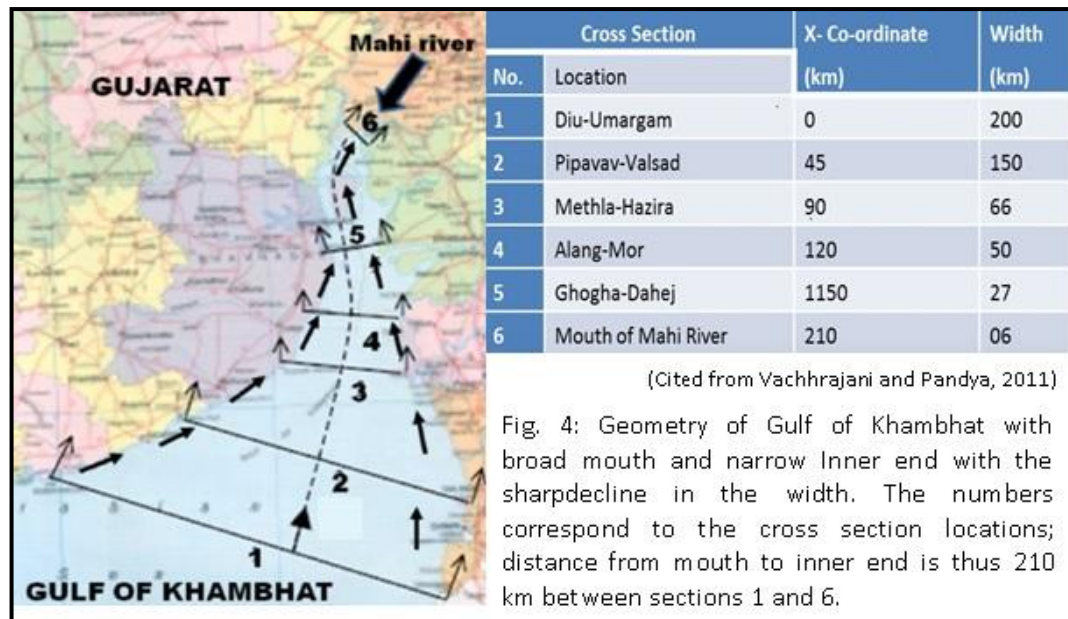 Mahi river
GUJARAT
6
5
4
3
2
1
GULF OF KHAMBHAT
Cross Section X- Co-ordinate Width
No. Location (km) (km)
1 Diu-Umargam 0 200
2 Pipavav-Valsad 45 150
3 Methla-Hazira 90 66
4 Alang-Mor 120 50
5 Ghogha-Dahej 1150 27
6 Mouth of Mahi River 210 06
(Cited from Vachhrajani and Pandya, 2011)
Fig. 4: Geometry of Gulf of Khambhat with
broad mouth and narrow Inner end with the
sharpdecline in the width. The numbers
correspond to the cross section locations;
distance from mouth to inner end is thus 210
km between sections 1 and 6.